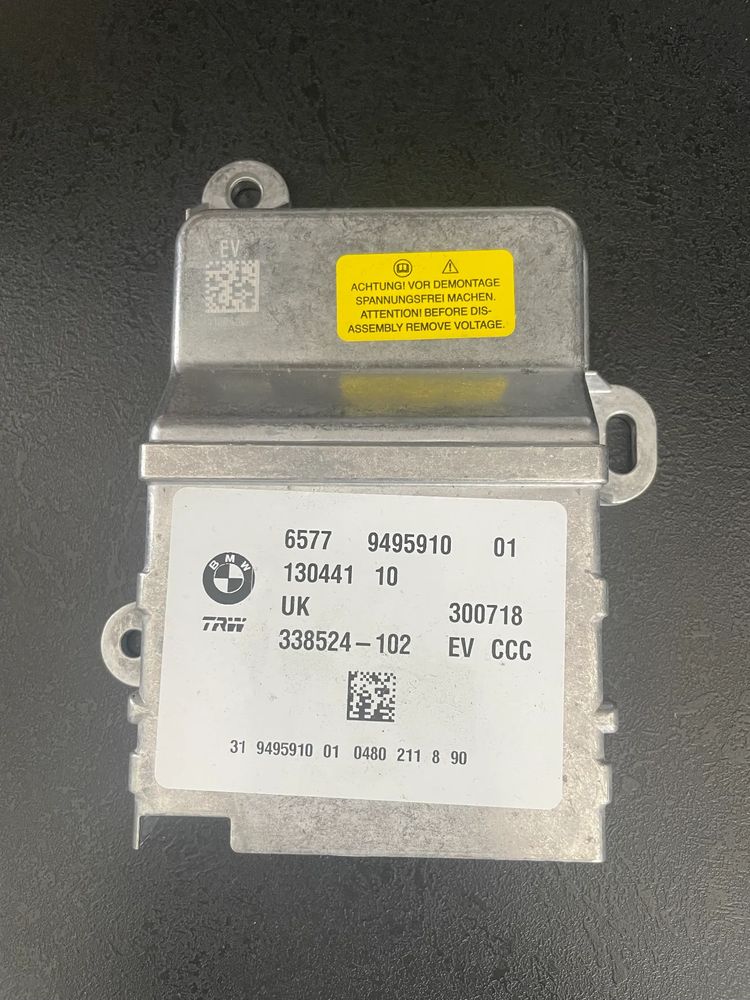 EV
ACHTUNG! VOR DEMONTAGE
SPANNUNGSFREI MACHEN.
ATTENTION! BEFORE DIS-
ASSEMBLY REMOVE VOLTAGE.
6577 9495910 01
130441 10
UK 300718
338524-102 EV CCC
BMW
TRW
31 9495910 01 0480 211 8 90